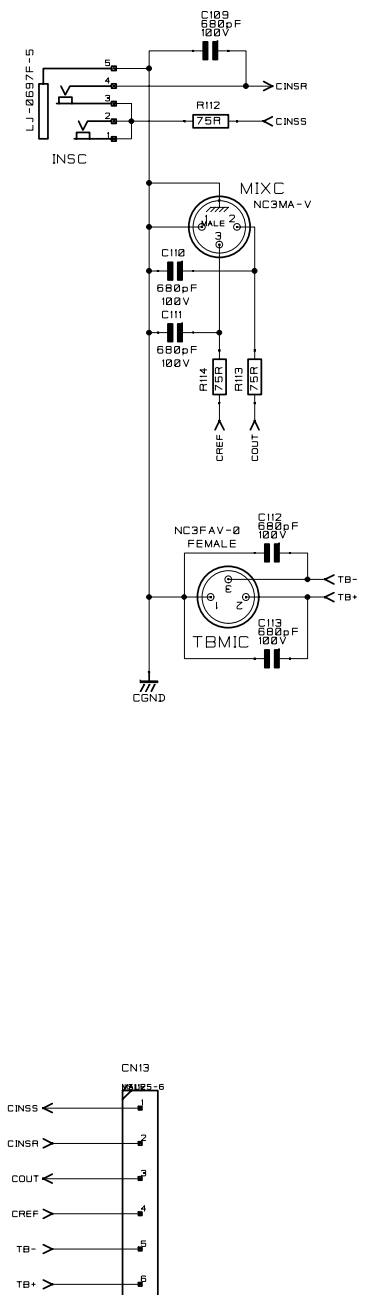 C109
680pF
100V
LJ-0697F-5
5
4
CINSR
3
R112
2
75R
CINSS
1
INSC
MIXC
NC3MA-V
1
MALE
2
3
C110
680pF
100V
C111
680pF
100V
R114
75R
R113
75R
CREF
COUT
C112
680pF
100V
NC3FAV-0
FEMALE
3
TB-
1
2
TB+
C113
680pF
100V
TBMIC
CGND
CN13
CINSS
1
CINSR
2
COUT
3
CREF
4
TB-
5
TB+
6